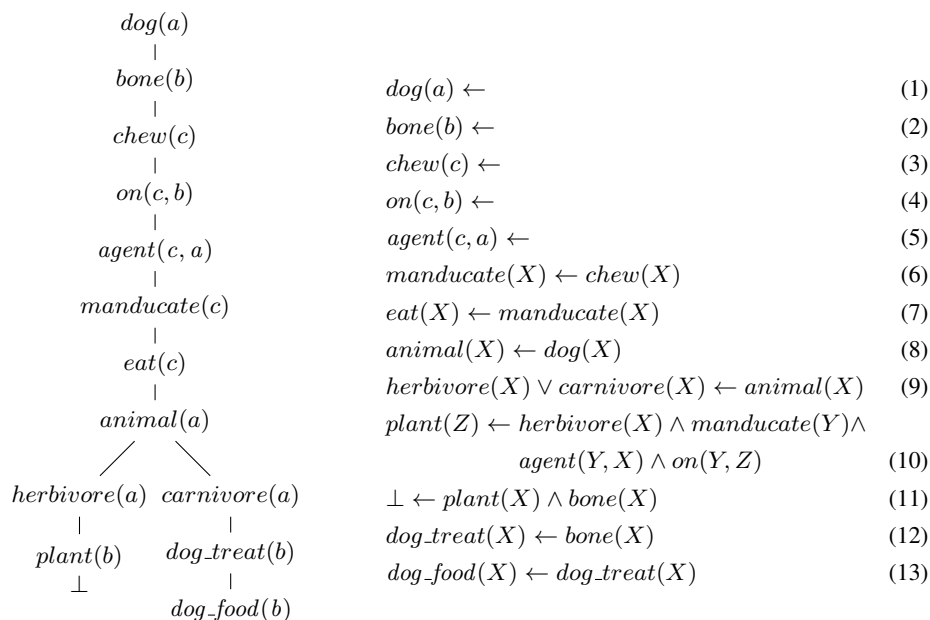 dog(a)
bone(b)
chew(c)
on(c, b)
agent(c, a)
manducate(c)
eat(c)
animal(a)
herbivore(a) carnivore(a)
plant(b) dog_treat(b)
⊥
dog_food(b)
dog(a) ← (1)
bone(b) ← (2)
chew(c) ← (3)
on(c, b) ← (4)
agent(c, a) ← (5)
manducate(X) ← chew(X) (6)
eat(X) ← manducate(X) (7)
animal(X) ← dog(X) (8)
herbivore(X) ∨ carnivore(X) ← animal(X) (9)
plant(Z) ← herbivore(X) ∧ manducate(Y)∧
agent(Y, X) ∧ on(Y, Z) (10)
⊥ ← plant(X) ∧ bone(X) (11)
dog_treat(X) ← bone(X) (12)
dog_food(X) ← dog_treat(X) (13)